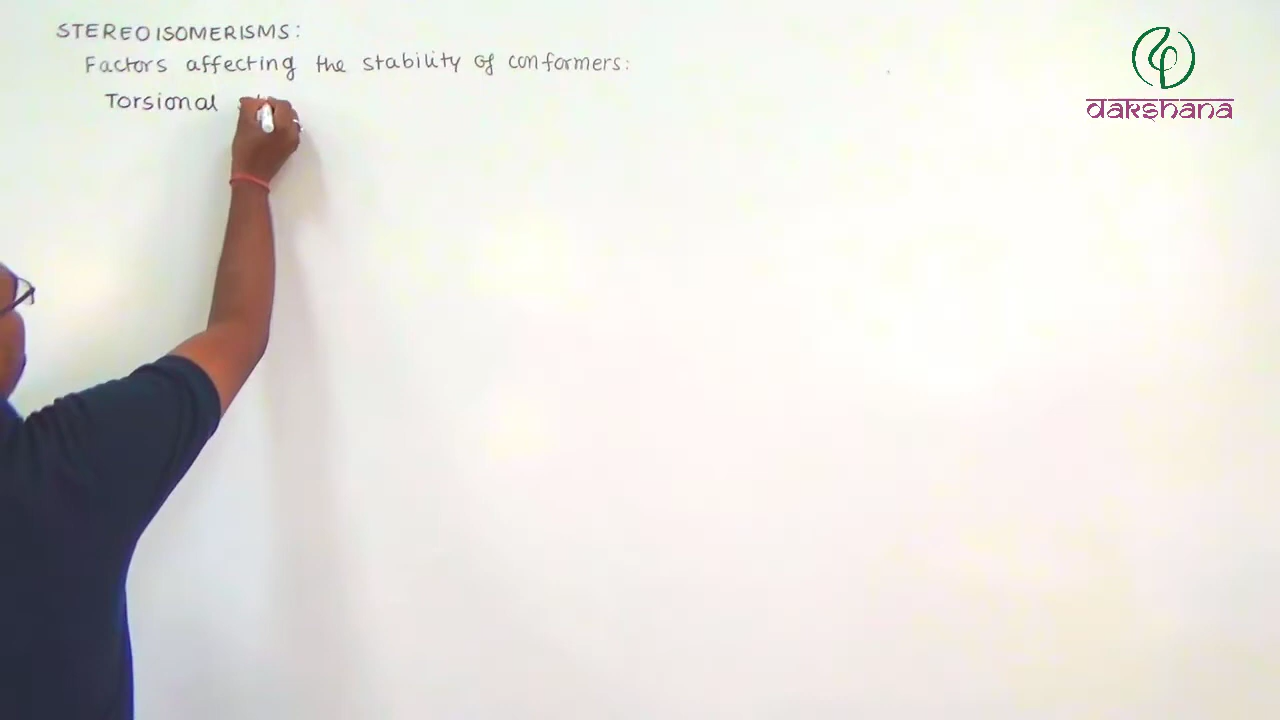 STEREOISOMERISMS:
Factors affecting the stability of conformers:
Torsional
dakshana